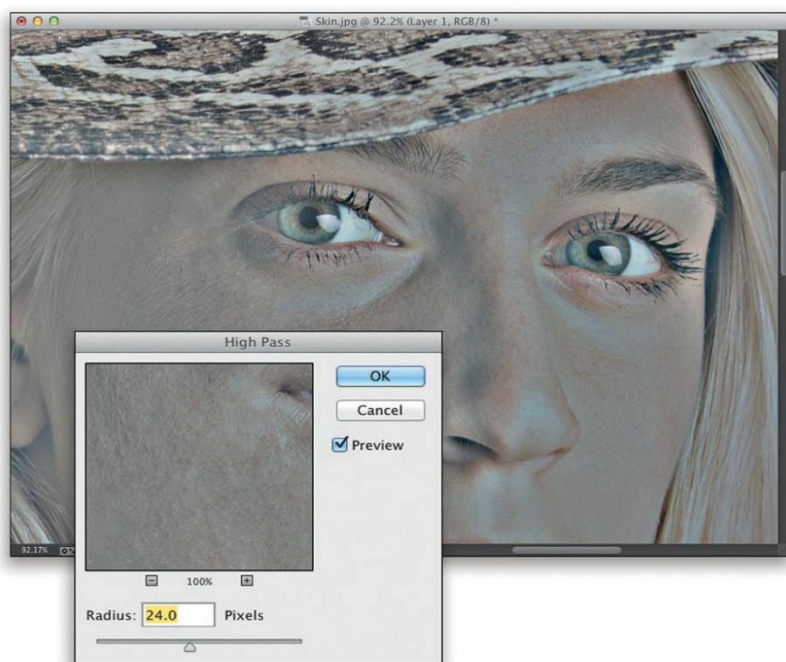 Skin.jpg @ 92.2% (Layer 1, RGB/8) *
High Pass
OK
Cancel
Preview
92.17%
100%
Radius: 24.0 Pixels